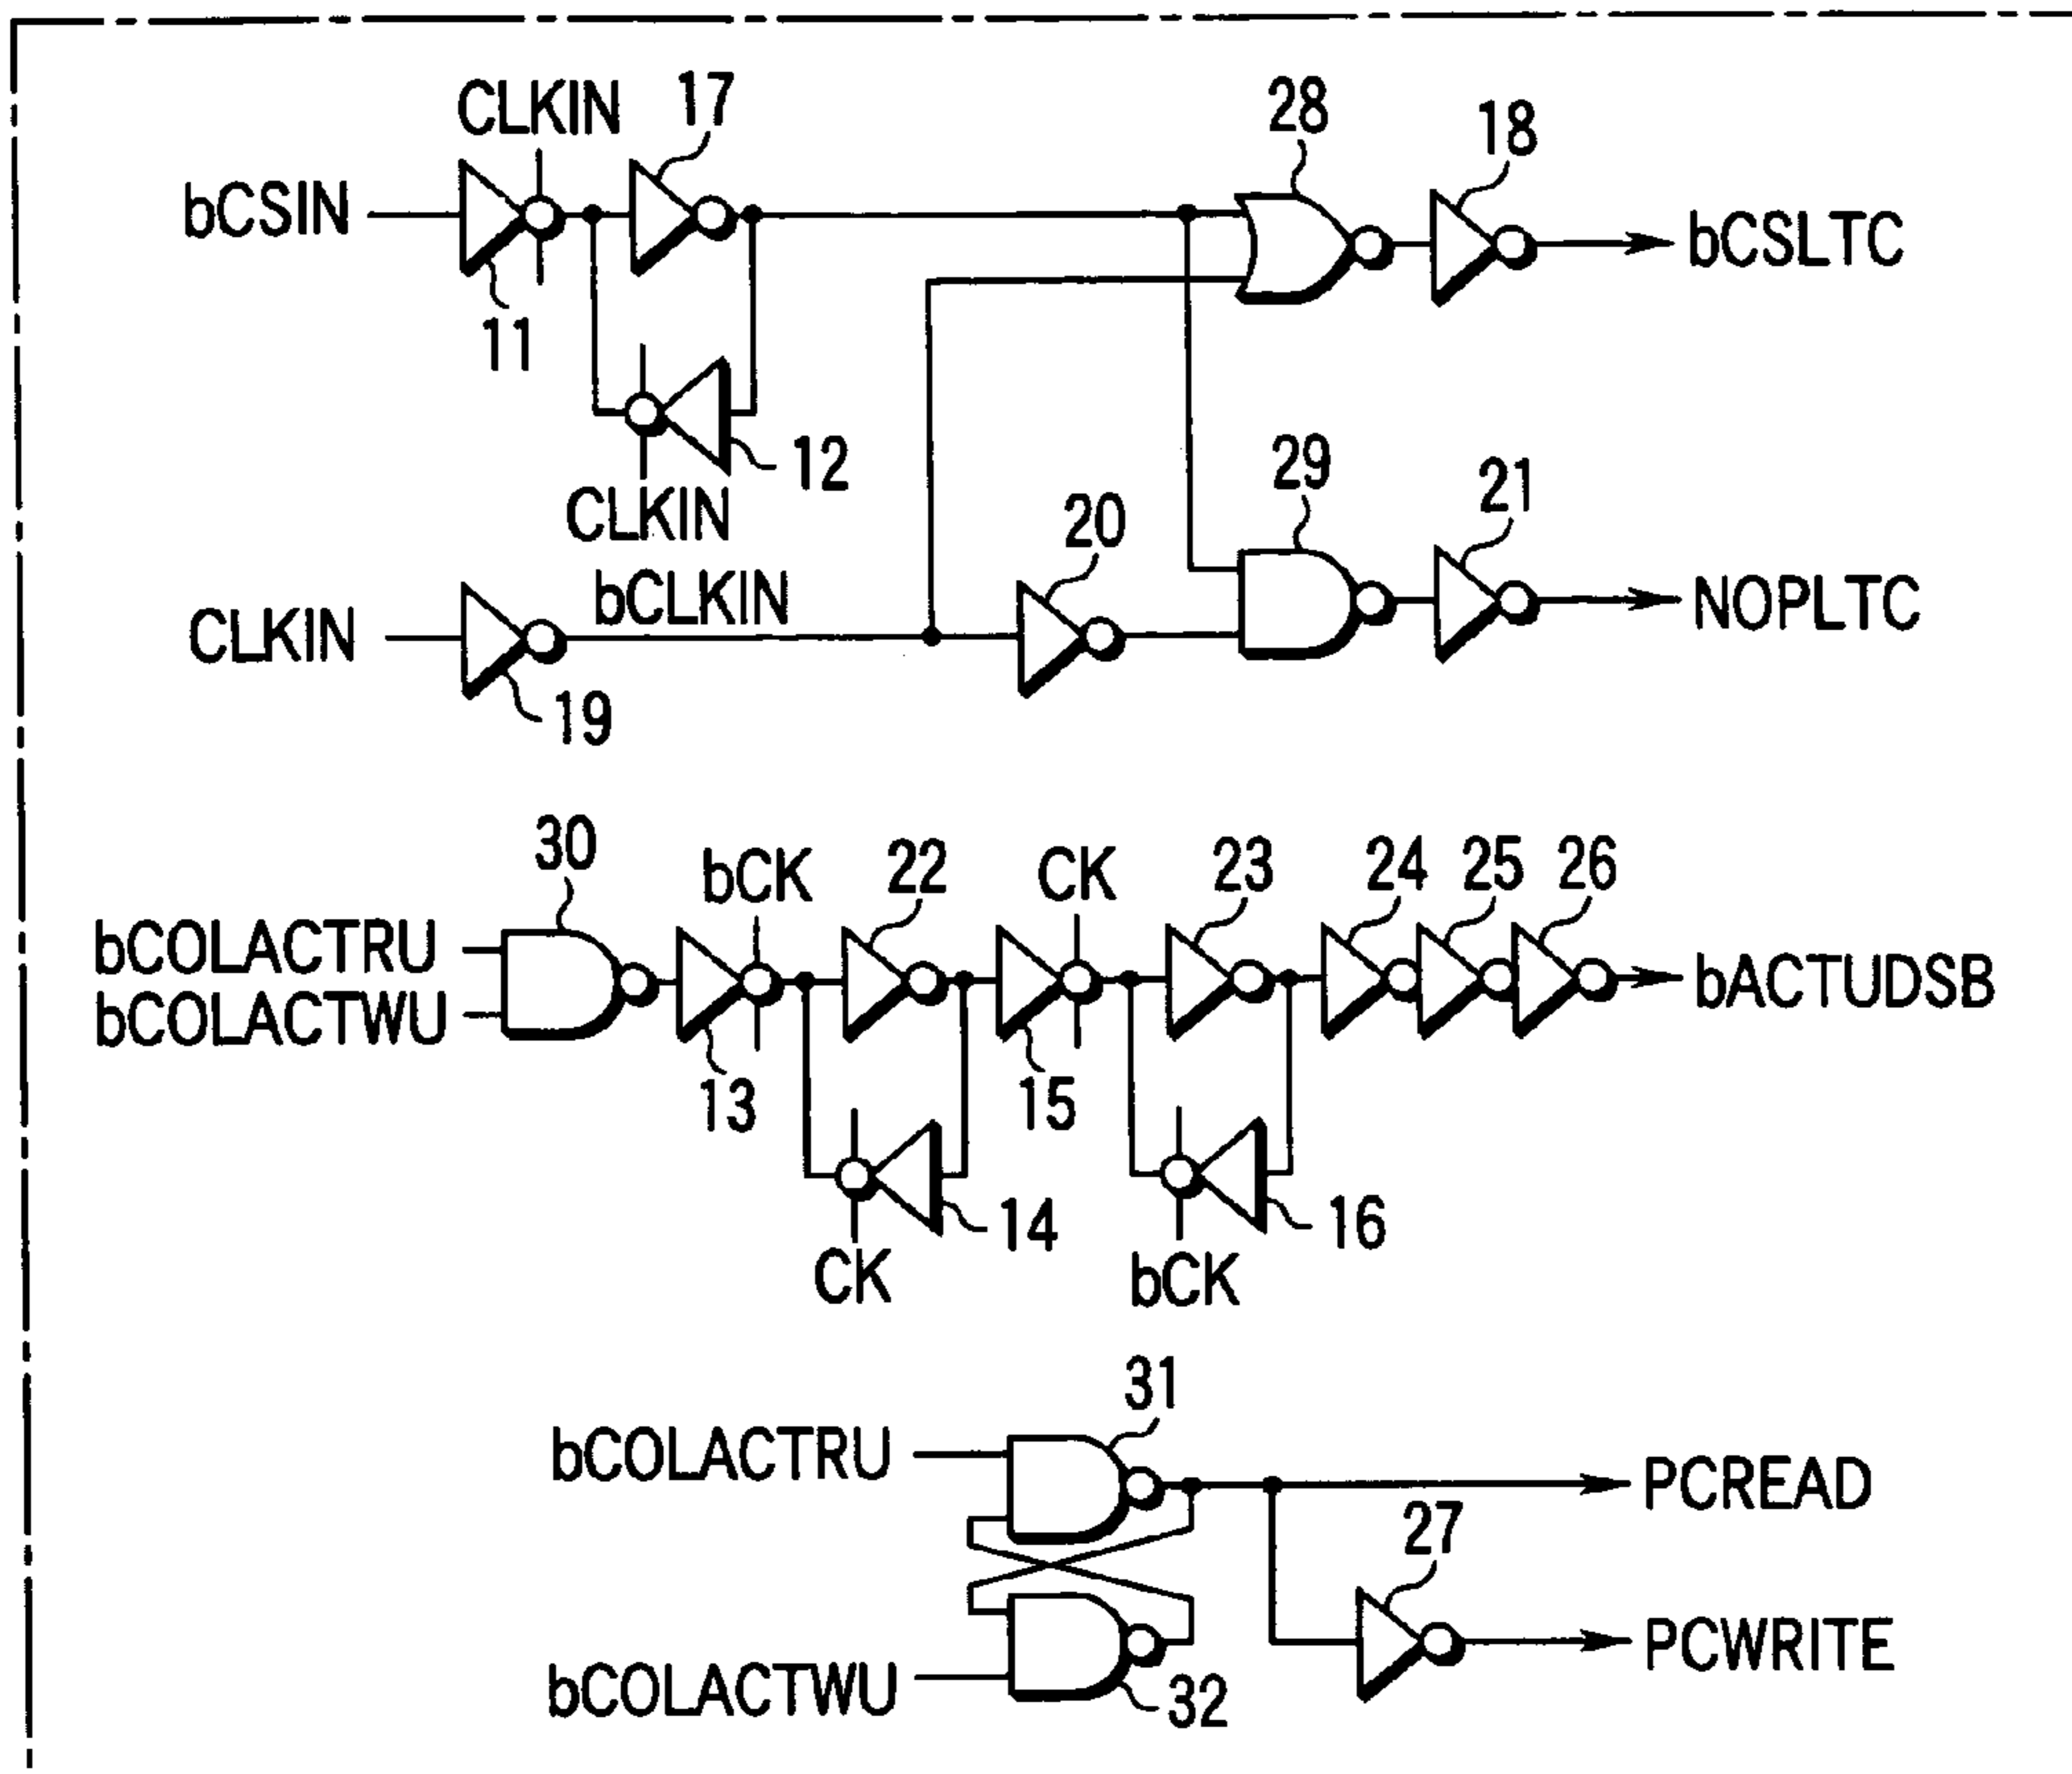 CLKIN 17 28 18
bCSIN bCSLTC
11
12 29 21
CLKIN 20
bCLKIN
CLKIN NOPLTC
19
30 bCK 22 CK 23 24 25 26
bCOLACTRU
bCOLACTWU bACTUDSB
13 15
14 16
CK bCK
31
bCOLACTRU PCREAD
27
PCWRITE
bCOLACTWU 32